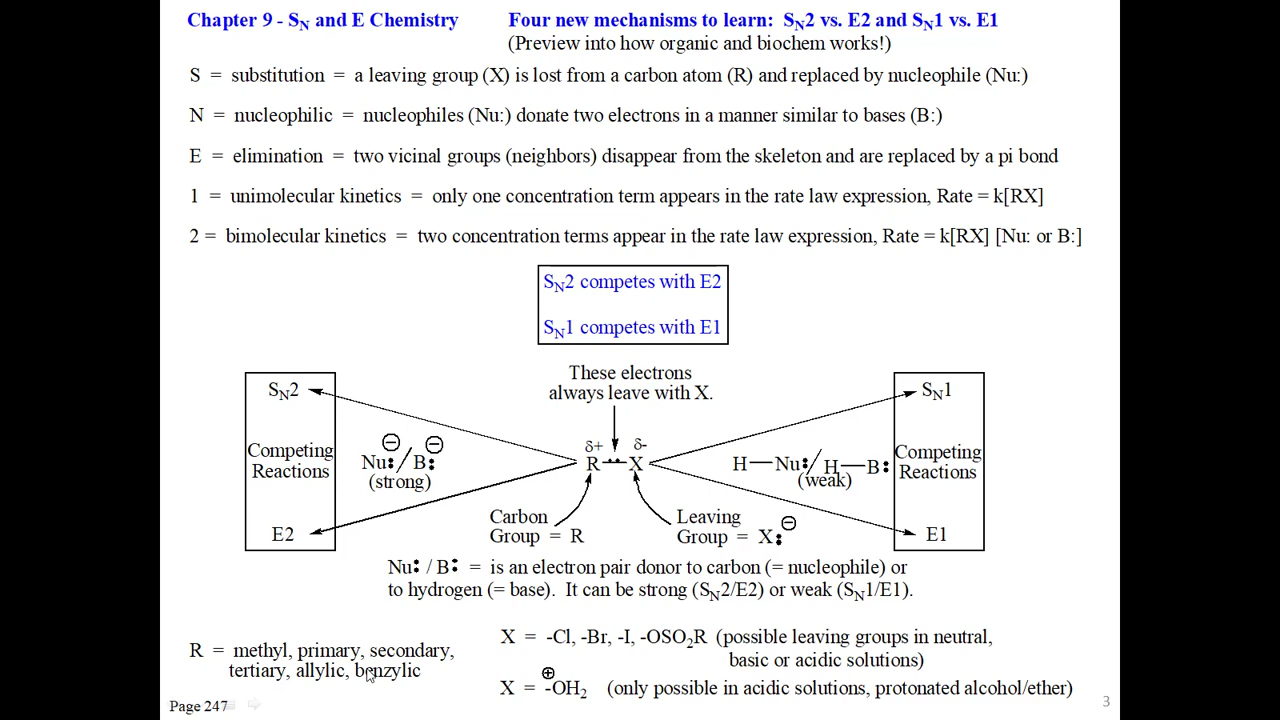 Chapter 9 - SN and E Chemistry Four new mechanisms to learn: SN2 vs. E2 and SN1 vs. E1
(Preview into how organic and biochem works!)
S = substitution = a leaving group (X) is lost from a carbon atom (R) and replaced by nucleophile (Nu:)
N = nucleophilic = nucleophiles (Nu:) donate two electrons in a manner similar to bases (B:)
E = elimination = two vicinal groups (neighbors) disappear from the skeleton and are replaced by a pi bond
1 = unimolecular kinetics = only one concentration term appears in the rate law expression, Rate = k[RX]
2 = bimolecular kinetics = two concentration terms appear in the rate law expression, Rate = k[RX] [Nu: or B:]
SN2 competes with E2
SN1 competes with E1
These electrons
always leave with X.
SN2
Competing
Reactions
E2
⊖ ⊖
Nu: / B:
(strong)
δ+ δ-
R — X
H—Nu: / H—B:
(weak)
SN1
Competing
Reactions
E1
Carbon
Group = R
Leaving
Group = X:⊖
Nu: / B: = is an electron pair donor to carbon (= nucleophile) or
to hydrogen (= base). It can be strong (SN2/E2) or weak (SN1/E1).
R = methyl, primary, secondary,
tertiary, allylic, benzylic
X = -Cl, -Br, -I, -OSO2R (possible leaving groups in neutral,
basic or acidic solutions)
⊕
X = -OH2 (only possible in acidic solutions, protonated alcohol/ether)
Page 247
3